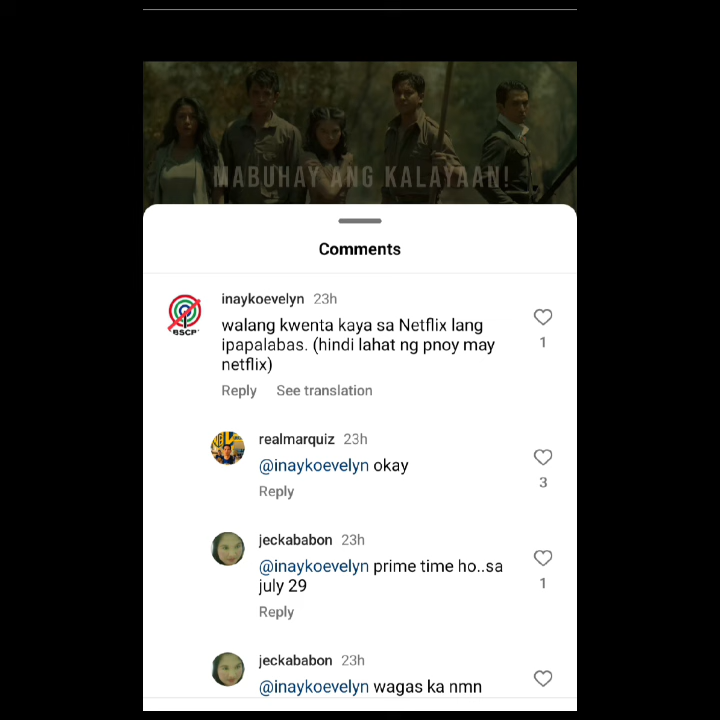 MABUHAY ANG KALAYAAN!
Comments
inaykoevelyn 23h
walang kwenta kaya sa Netflix lang
ipapalabas. (hindi lahat ng pnoy may
netflix)
1
Reply See translation
BSCP
realmarquiz 23h
@inaykoevelyn okay
3
Reply
jeckababon 23h
@inaykoevelyn prime time ho..sa
july 29
1
Reply
jeckababon 23h
@inaykoevelyn wagas ka nmn